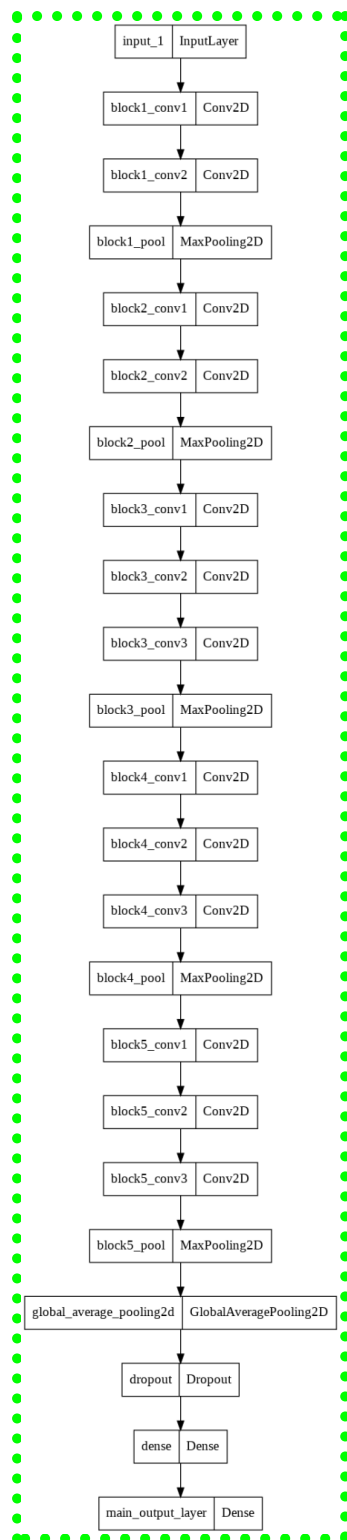 input_1 InputLayer
block1_conv1 Conv2D
block1_conv2 Conv2D
block1_pool MaxPooling2D
block2_conv1 Conv2D
block2_conv2 Conv2D
block2_pool MaxPooling2D
block3_conv1 Conv2D
block3_conv2 Conv2D
block3_conv3 Conv2D
block3_pool MaxPooling2D
block4_conv1 Conv2D
block4_conv2 Conv2D
block4_conv3 Conv2D
block4_pool MaxPooling2D
block5_conv1 Conv2D
block5_conv2 Conv2D
block5_conv3 Conv2D
block5_pool MaxPooling2D
global_average_pooling2d GlobalAveragePooling2D
dropout Dropout
dense Dense
main_output_layer Dense